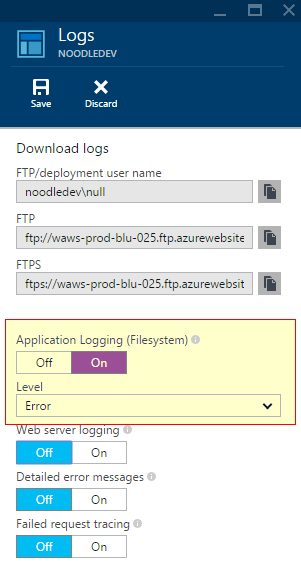 Logs
NOODLEDEV
Save Discard
Download logs
FTP/deployment user name
noodledev\null
FTP
ftp://waws-prod-blu-025.ftp.azurewebsite
FTPS
ftps://waws-prod-blu-025.ftp.azurewebsit
Application Logging (Filesystem)
Off On
Level
Error
Web server logging
Off On
Detailed error messages
Off On
Failed request tracing
Off On